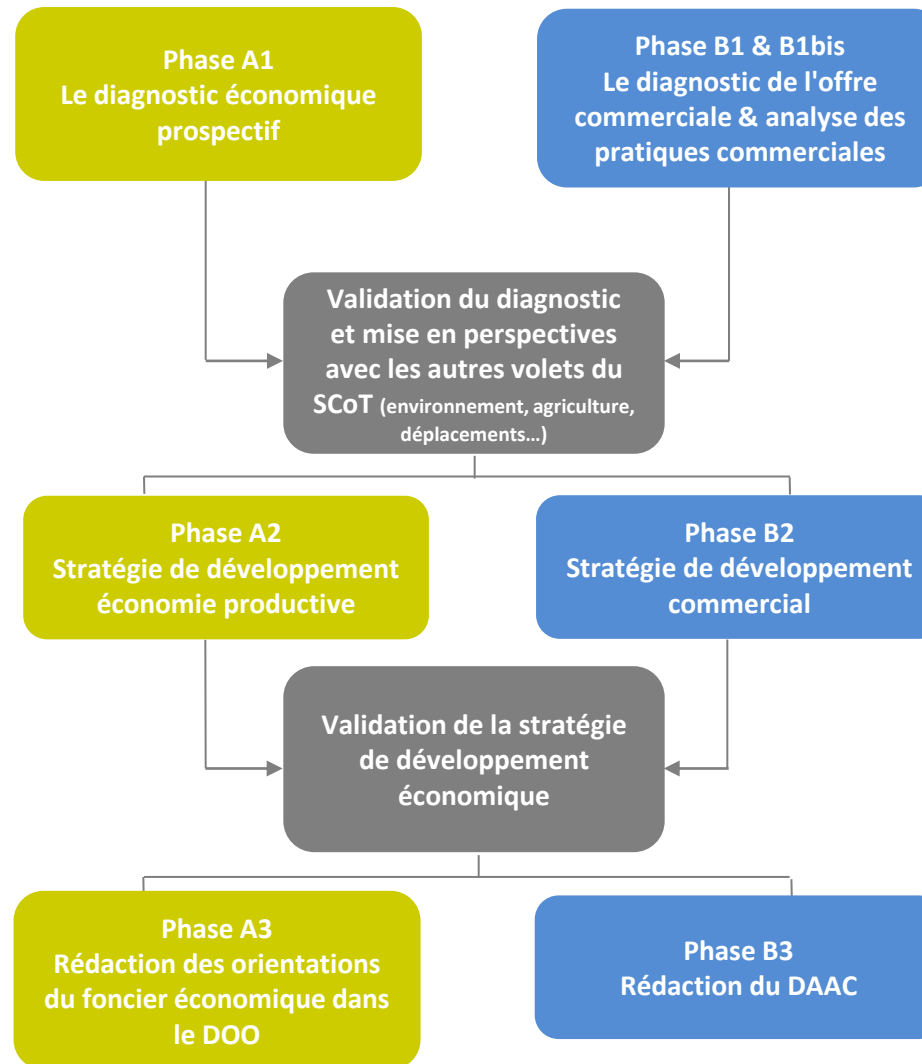 Phase A1
Le diagnostic économique
prospectif
Phase B1 & B1bis
Le diagnostic de l'offre
commerciale & analyse des
pratiques commerciales
Validation du diagnostic
et mise en perspectives
avec les autres volets du
SCoT (environnement, agriculture,
déplacements...)
Phase A2
Stratégie de développement
économie productive
Phase B2
Stratégie de développement
commercial
Validation de la stratégie
de développement
économique
Phase A3
Rédaction des orientations
du foncier économique dans
le DOO
Phase B3
Rédaction du DAAC